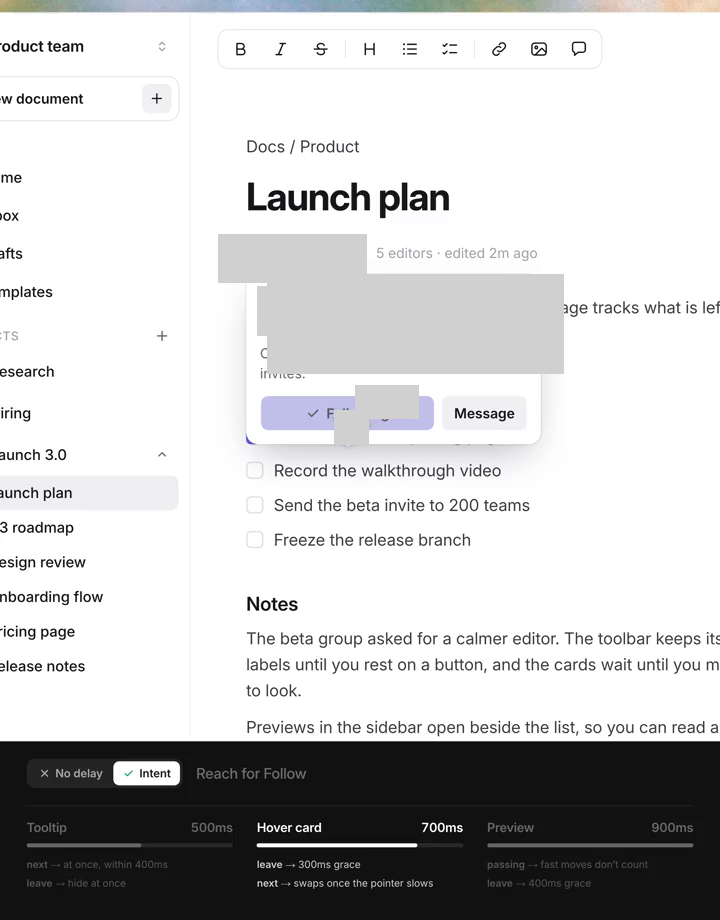 roduct team
B I S H
ew document
Docs / Product
me
Launch plan
ox
afts
5 editors · edited 2m ago
mplates
age tracks what is lef
CTS
invites.
esearch
iring
Message
aunch 3.0
Record the walkthrough video
aunch plan
Send the beta invite to 200 teams
3 roadmap
Freeze the release branch
esign review
nboarding flow
Notes
ricing page
The beta group asked for a calmer editor. The toolbar keeps its
elease notes
labels until you rest on a button, and the cards wait until you m
to look.
Previews in the sidebar open beside the list, so you can read a
No delay
Intent
Reach for Follow
Tooltip 500ms
next → at once, within 400ms
leave → hide at once
Hover card 700ms
leave → 300ms grace
next → swaps once the pointer slows
Preview 900ms
passing → fast moves don't count
leave → 400ms grace